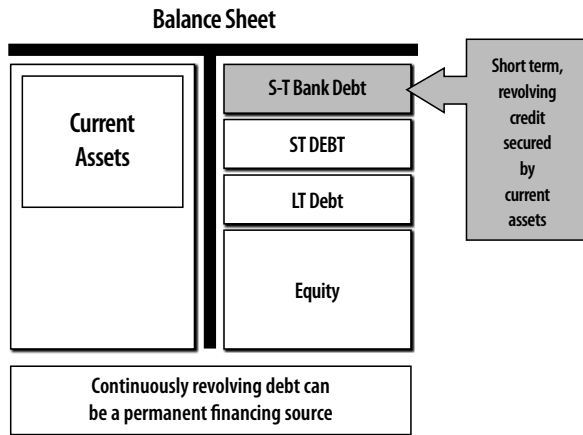 Balance Sheet
Current
Assets
S-T Bank Debt
ST DEBT
LT Debt
Equity
Short term,
revolving
credit
secured
by
current
assets
Continuously revolving debt can
be a permanent financing source